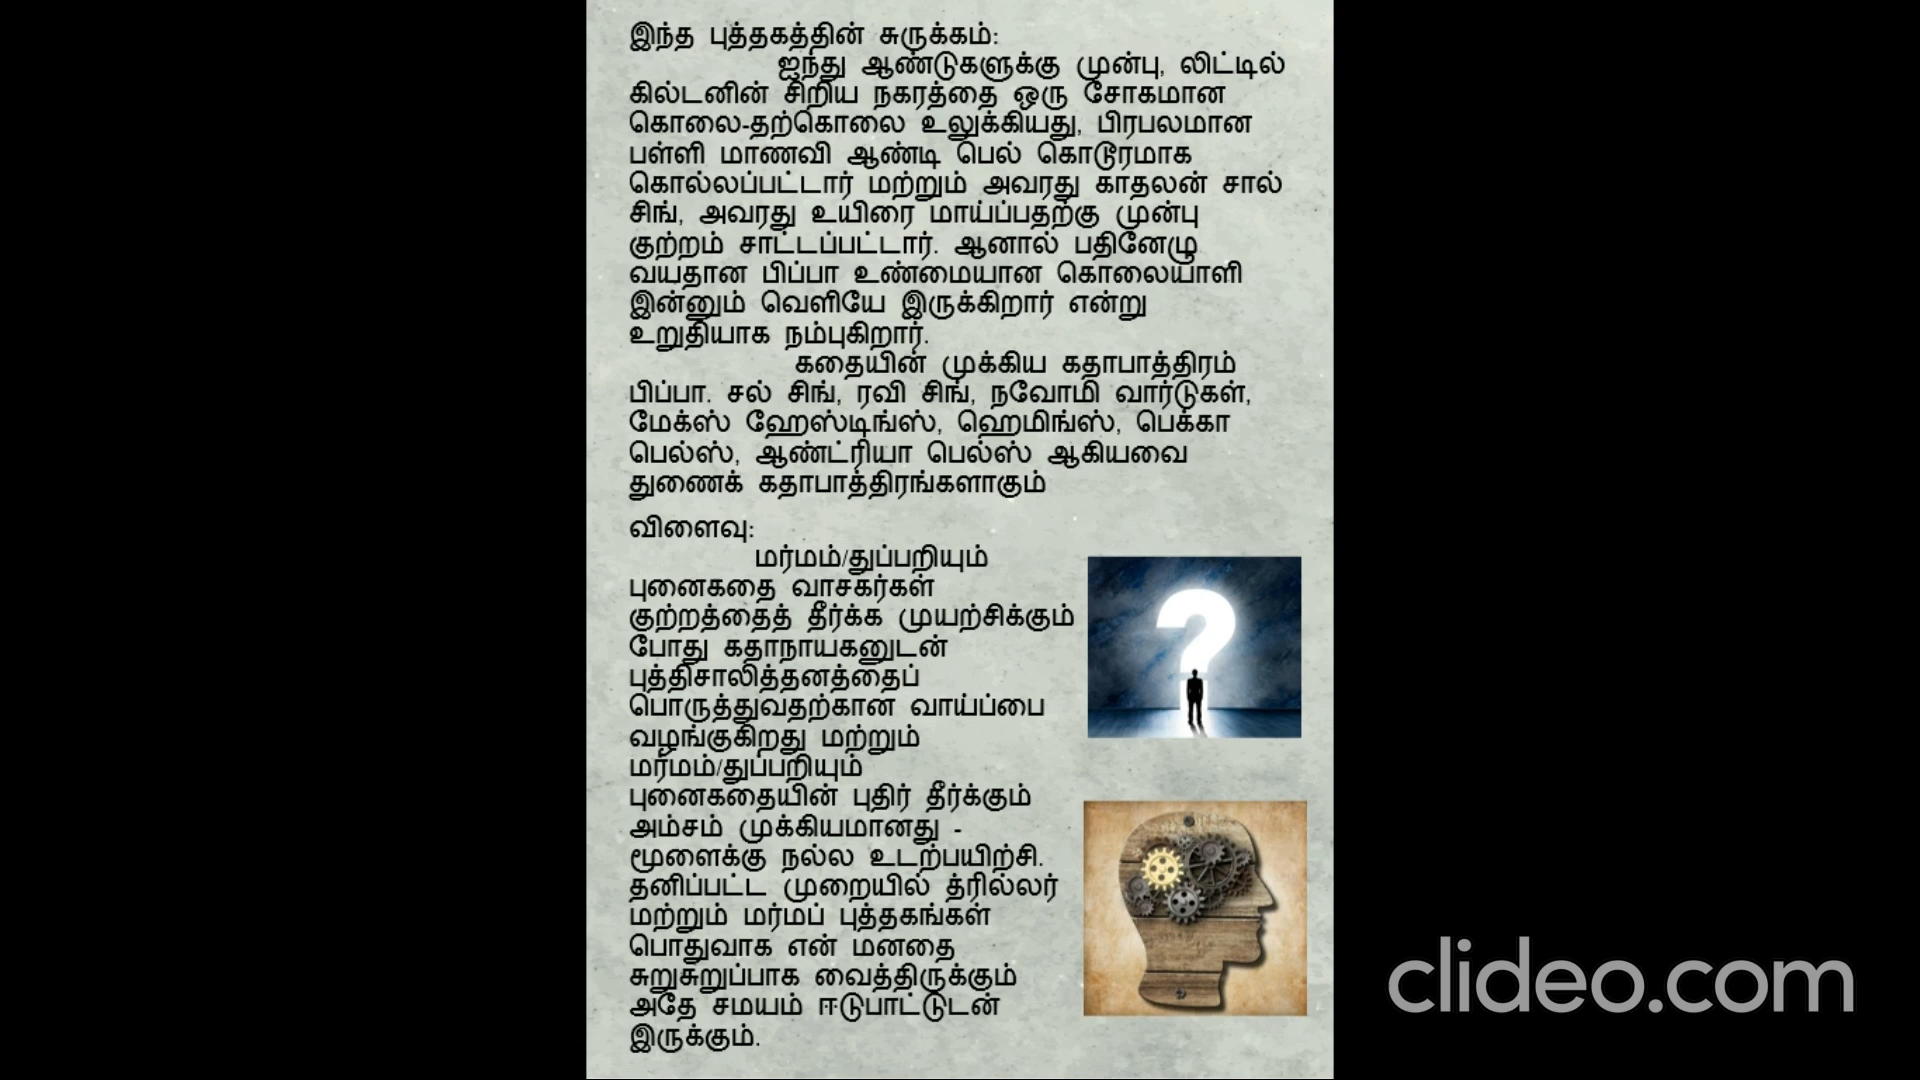 இந்த புத்தகத்தின் சுருக்கம்:
ஐந்து ஆண்டுகளுக்கு முன்பு, லிட்டில்
கில்டனின் சிறிய நகரத்தை ஒரு சோகமான
கொலை-தற்கொலை உலுக்கியது, பிரபலமான
பள்ளி மாணவி ஆண்டி பெல் கொடூரமாக
கொல்லப்பட்டார் மற்றும் அவரது காதலன் சால்
சிங், அவரது உயிரை மாய்ப்பதற்கு முன்பு
குற்றம் சாட்டப்பட்டார். ஆனால் பதினேழு
வயதான பிப்பா உண்மையான கொலையாளி
இன்னும் வெளியே இருக்கிறார் என்று
உறுதியாக நம்புகிறார்.
கதையின் முக்கிய கதாபாத்திரம்
பிப்பா. சல் சிங், ரவி சிங், நவோமி வார்டுகள்,
மேக்ஸ் ஹேஸ்டிங்ஸ், ஹெமிங்ஸ், பெக்கா
பெல்ஸ், ஆண்ட்ரியா பெல்ஸ் ஆகியவை
துணைக் கதாபாத்திரங்களாகும்
விளைவு:
மர்மம்/துப்பறியும்
புனைகதை வாசகர்கள்
குற்றத்தைத் தீர்க்க முயற்சிக்கும்
போது கதாநாயகனுடன்
புத்திசாலித்தனத்தைப்
பொருத்துவதற்கான வாய்ப்பை
வழங்குகிறது மற்றும்
மர்மம்/துப்பறியும்
புனைகதையின் புதிர் தீர்க்கும்
அம்சம் முக்கியமானது -
மூளைக்கு நல்ல உடற்பயிற்சி.
தனிப்பட்ட முறையில் த்ரில்லர்
மற்றும் மர்மப் புத்தகங்கள்
பொதுவாக என் மனதை
சுறுசுறுப்பாக வைத்திருக்கும்
அதே சமயம் ஈடுபாட்டுடன்
இருக்கும்.
clideo.com